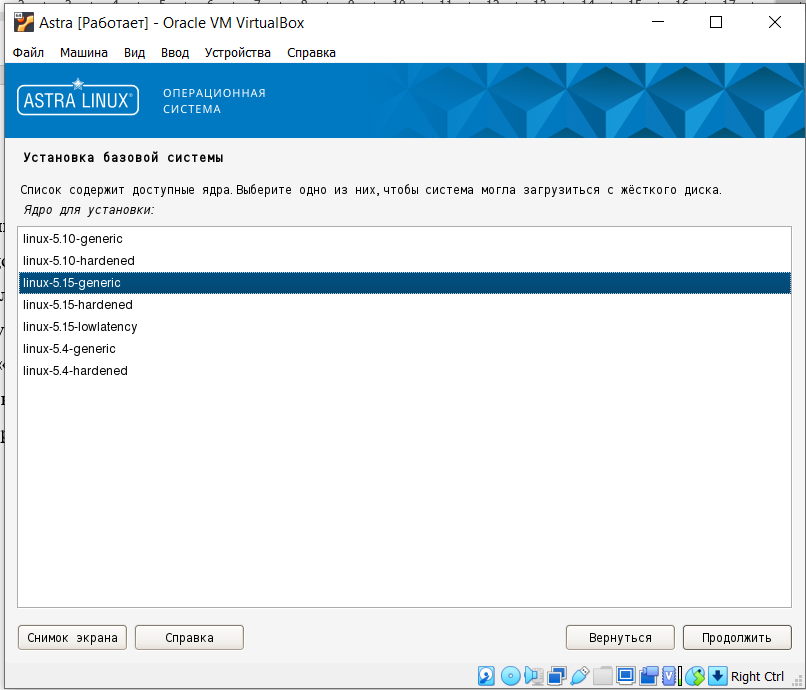 Astra [Работает] - Oracle VM VirtualBox
Файл Машина Вид Ввод Устройства Справка
ASTRA LINUX®
ОПЕРАЦИОННАЯ
СИСТЕМА
Установка базовой системы
Список содержит доступные ядра. Выберите одно из них, чтобы система могла загрузиться с жёсткого диска.
Ядро для установки:
linux-5.10-generic
linux-5.10-hardened
linux-5.15-generic
linux-5.15-hardened
linux-5.15-lowlatency
linux-5.4-generic
linux-5.4-hardened
Снимок экрана Справка Вернуться Продолжить
Right Ctrl